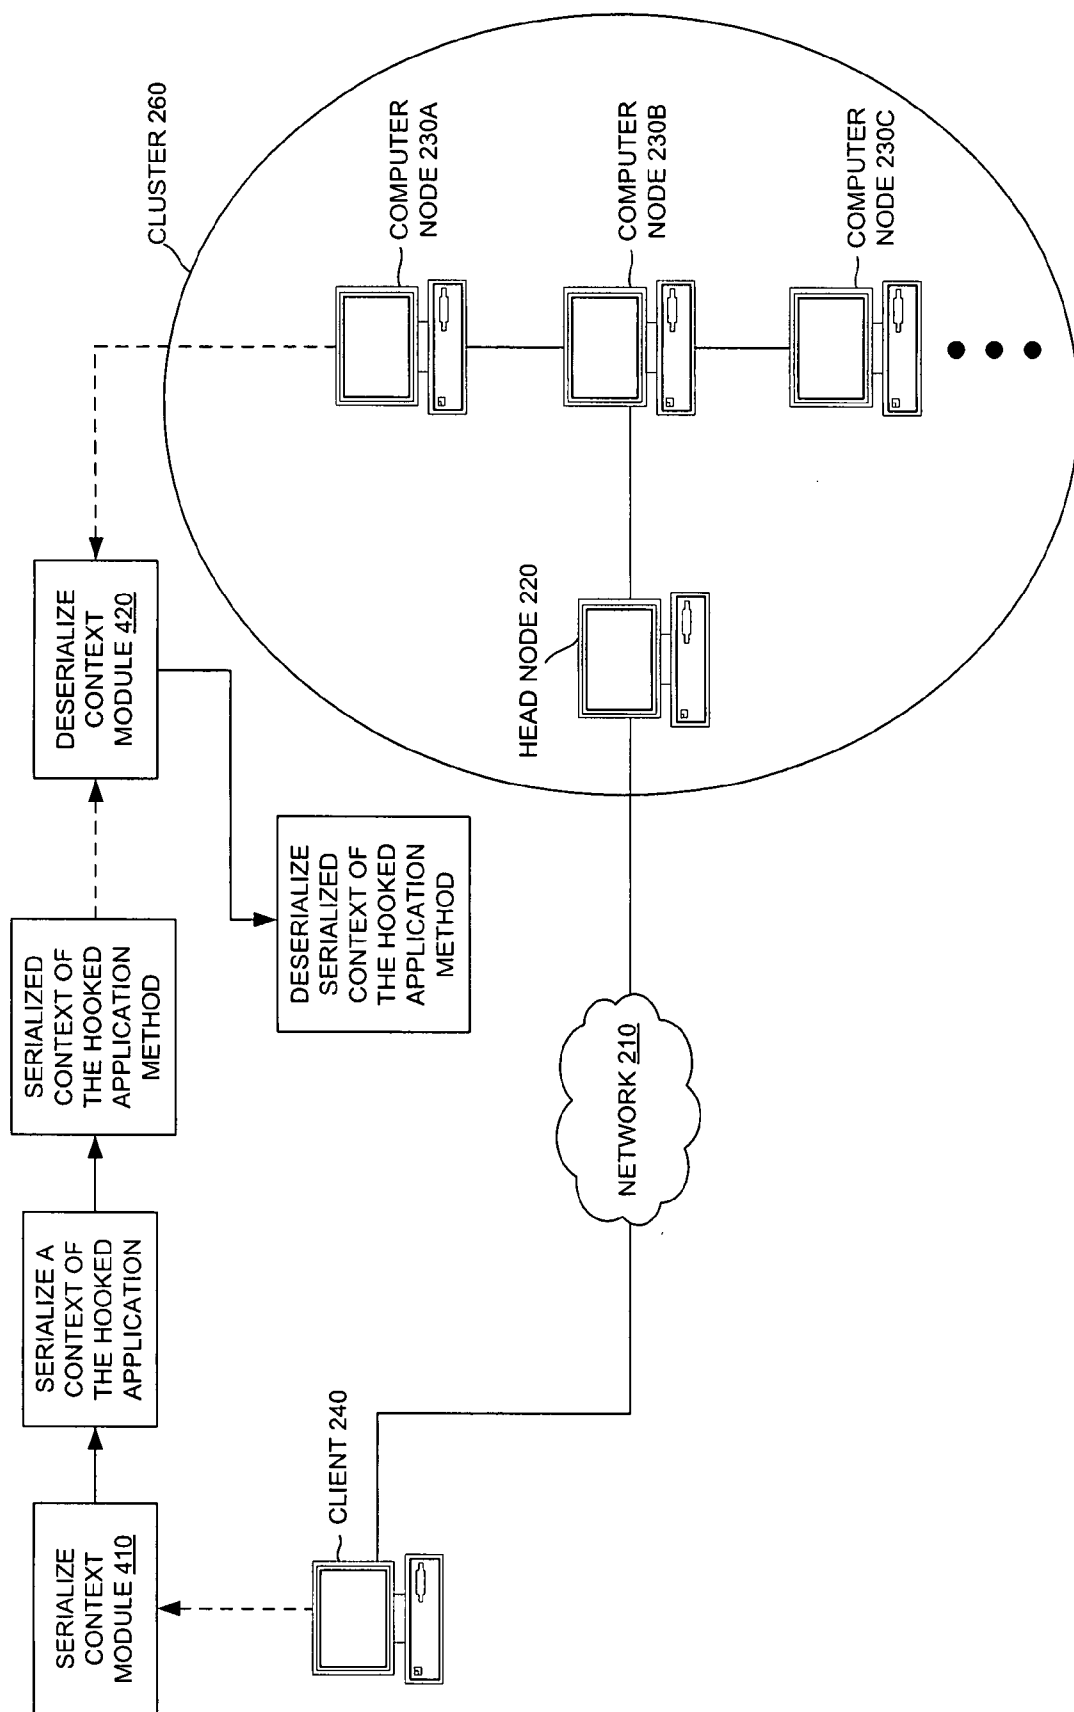 SERIALIZE
CONTEXT
MODULE 410
SERIALIZE A
CONTEXT OF
THE HOOKED
APPLICATION
SERIALIZED
CONTEXT OF
THE HOOKED
APPLICATION
METHOD
DESERIALIZE
CONTEXT
MODULE 420
DESERIALIZE
SERIALIZED
CONTEXT OF
THE HOOKED
APPLICATION
METHOD
CLUSTER 260
CLIENT 240
NETWORK 210
HEAD NODE 220
COMPUTER
NODE 230A
COMPUTER
NODE 230B
COMPUTER
NODE 230C